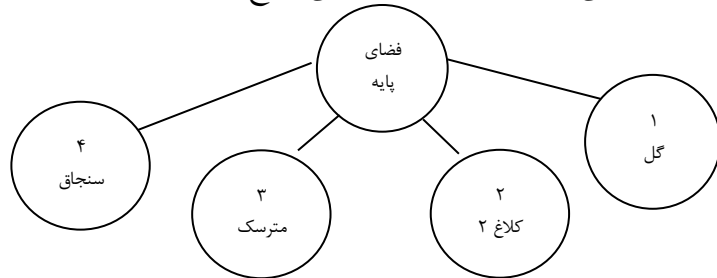 فضای
پایه
۱
گل
۲
کلاغ ۲
۳
مترسک
۴
سنجاق